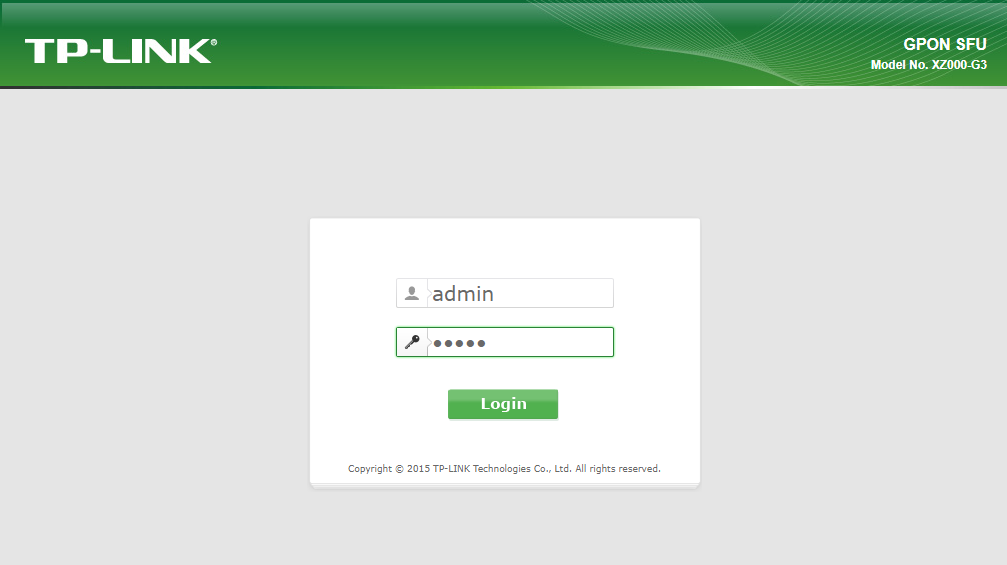 TP-LINK®
GPON SFU
Model No. XZ000-G3
admin
●●●●●
Login
Copyright © 2015 TP-LINK Technologies Co., Ltd. All rights reserved.